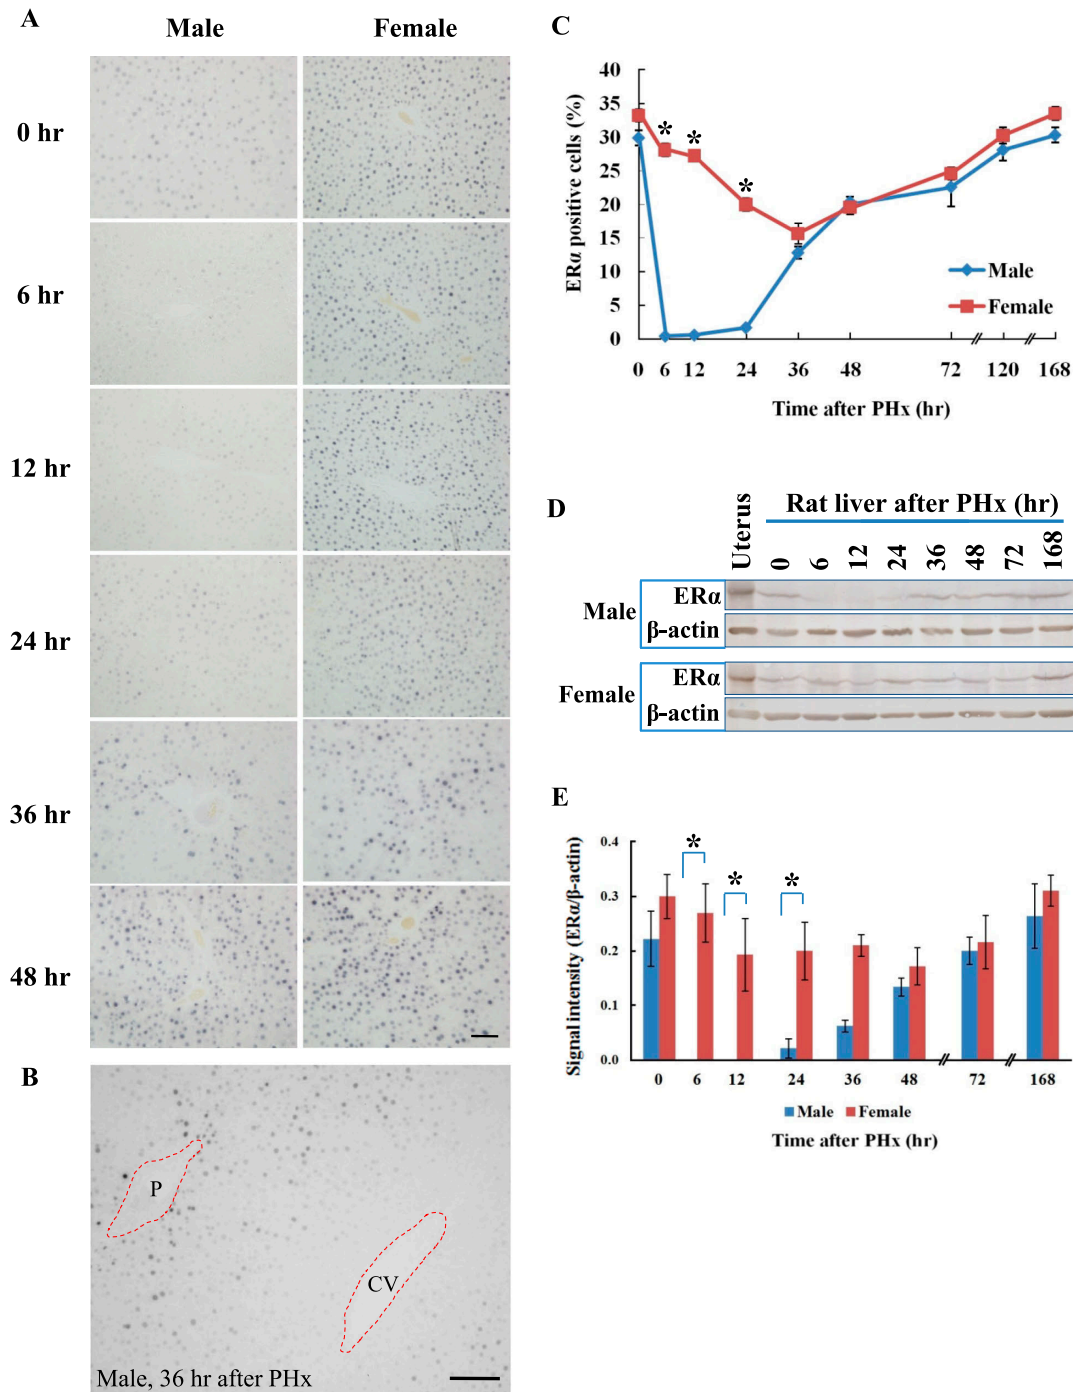 A
Male Female
0 hr
6 hr
12 hr
24 hr
36 hr
48 hr
B
P
CV
Male, 36 hr after PHx
C
ERα positive cells (%)
40
35
30
25
20
15
10
5
0
* * *
Male
Female
0 6 12 24 36 48 72 120 168
Time after PHx (hr)
D
Rat liver after PHx (hr)
Uterus 0 6 12 24 36 48 72 168
Male
ERα
β-actin
Female
ERα
β-actin
E
Signal intensity (ERα/β-actin)
0.4
0.3
0.2
0.1
0.0
* * *
0 6 12 24 36 48 72 168
Male Female
Time after PHx (hr)